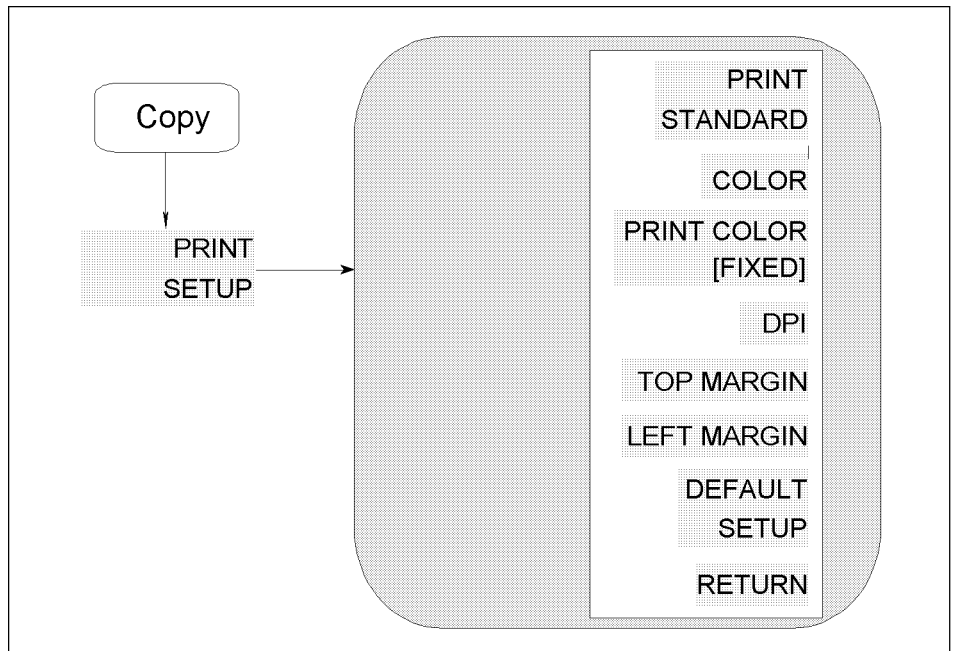 Copy
PRINT
SETUP
PRINT
STANDARD
COLOR
PRINT COLOR
[FIXED]
DPI
TOP MARGIN
LEFT MARGIN
DEFAULT
SETUP
RETURN